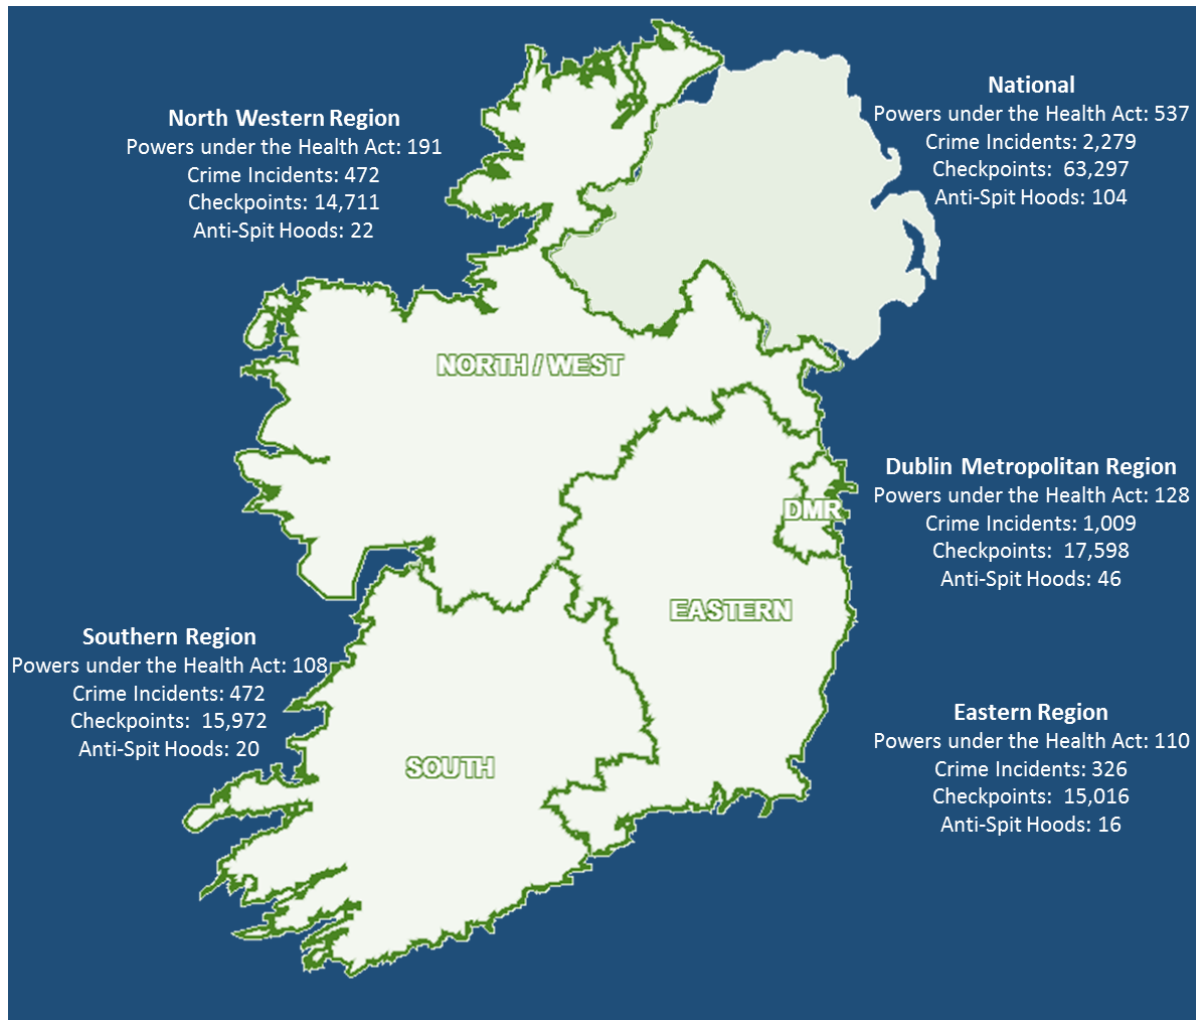 National
Powers under the Health Act: 537
Crime Incidents: 2,279
Checkpoints: 63,297
Anti-Spit Hoods: 104
North Western Region
Powers under the Health Act: 191
Crime Incidents: 472
Checkpoints: 14,711
Anti-Spit Hoods: 22
NORTH / WEST
Dublin Metropolitan Region
Powers under the Health Act: 128
Crime Incidents: 1,009
Checkpoints: 17,598
Anti-Spit Hoods: 46
DMR
EASTERN
Southern Region
Powers under the Health Act: 108
Crime Incidents: 472
Checkpoints: 15,972
Anti-Spit Hoods: 20
SOUTH
Eastern Region
Powers under the Health Act: 110
Crime Incidents: 326
Checkpoints: 15,016
Anti-Spit Hoods: 16